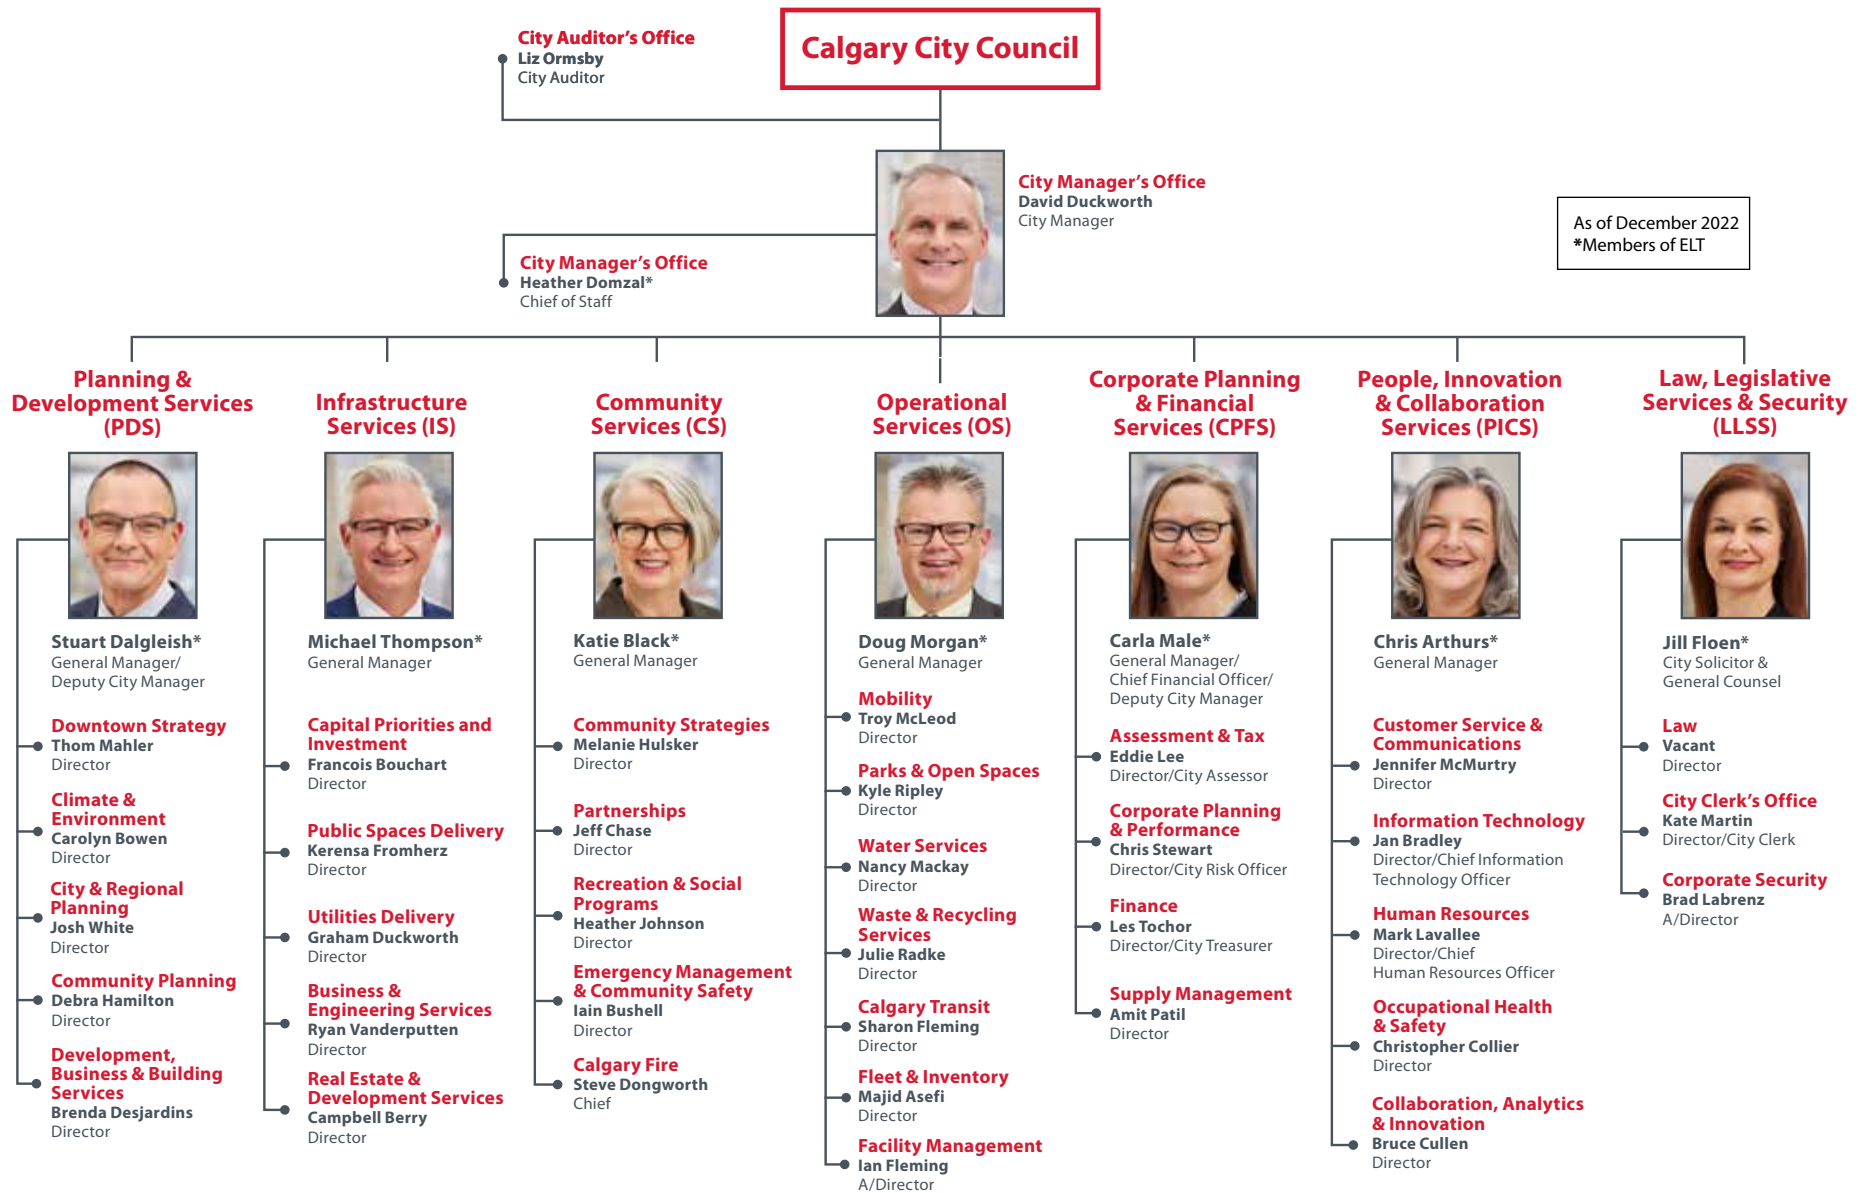 City Auditor's Office
Liz Ormsby
City Auditor
Calgary City Council
City Manager's Office
David Duckworth
City Manager
As of December 2022
*Members of ELT
City Manager's Office
Heather Domzal*
Chief of Staff
Planning &
Development Services
(PDS)
Stuart Dalgleish*
General Manager/
Deputy City Manager
Downtown Strategy
Thom Mahler
Director
Climate &
Environment
Carolyn Bowen
Director
City & Regional
Planning
Josh White
Director
Community Planning
Debra Hamilton
Director
Development,
Business & Building
Services
Brenda Desjardins
Director
Infrastructure
Services (IS)
Michael Thompson*
General Manager
Capital Priorities and
Investment
Francois Bouchart
Director
Public Spaces Delivery
Kerensa Fromherz
Director
Utilities Delivery
Graham Duckworth
Director
Business &
Engineering Services
Ryan Vanderputten
Director
Real Estate &
Development Services
Campbell Berry
Director
Community
Services (CS)
Katie Black*
General Manager
Community Strategies
Melanie Hulsker
Director
Partnerships
Jeff Chase
Director
Recreation & Social
Programs
Heather Johnson
Director
Emergency Management
& Community Safety
Iain Bushell
Director
Calgary Fire
Steve Dongworth
Chief
Operational
Services (OS)
Doug Morgan*
General Manager
Mobility
Troy McLeod
Director
Parks & Open Spaces
Kyle Ripley
Director
Water Services
Nancy Mackay
Director
Waste & Recycling
Services
Julie Radke
Director
Calgary Transit
Sharon Fleming
Director
Fleet & Inventory
Majid Asefi
Director
Facility Management
Ian Fleming
A/Director
Corporate Planning
& Financial
Services (CPFS)
Carla Male*
General Manager/
Chief Financial Officer/
Deputy City Manager
Assessment & Tax
Eddie Lee
Director/City Assessor
Corporate Planning
& Performance
Chris Stewart
Director/City Risk Officer
Finance
Les Tochor
Director/City Treasurer
Supply Management
Amit Patil
Director
People, Innovation
& Collaboration
Services (PICS)
Chris Arthurs*
General Manager
Customer Service &
Communications
Jennifer McMurtry
Director
Information Technology
Jan Bradley
Director/Chief Information
Technology Officer
Human Resources
Mark Lavallee
Director/Chief
Human Resources Officer
Occupational Health
& Safety
Christopher Collier
Director
Collaboration, Analytics
& Innovation
Bruce Cullen
Director
Law, Legislative
Services & Security
(LLSS)
Jill Floen*
City Solicitor &
General Counsel
Law
Vacant
Director
City Clerk's Office
Kate Martin
Director/City Clerk
Corporate Security
Brad Labrenz
A/Director